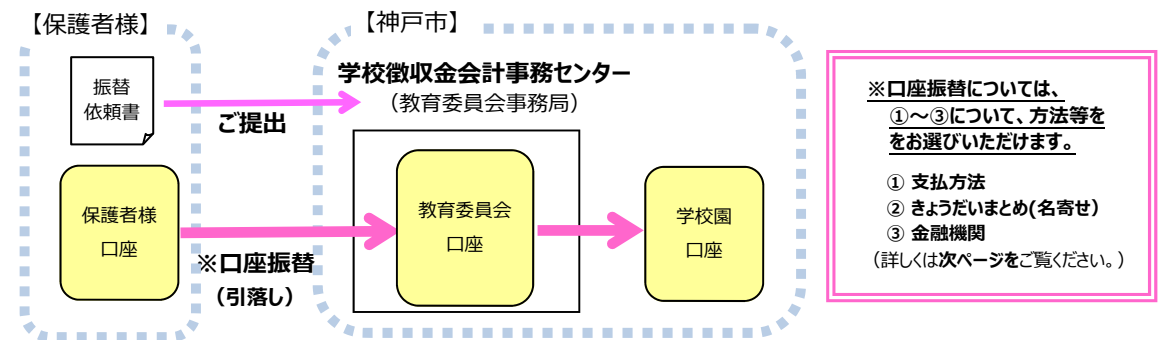 【保護者様】
振替
依頼書
ご提出
保護者様
口座
※口座振替
（引落し）
【神戸市】
学校徴収金会計事務センター
（教育委員会事務局）
教育委員会
口座
学校園
口座
※口座振替については、
①～③について、方法等を
をお選びいただけます。
① 支払方法
② きょうだいまとめ(名寄せ）
③ 金融機関
（詳しくは次ページをご覧ください。）